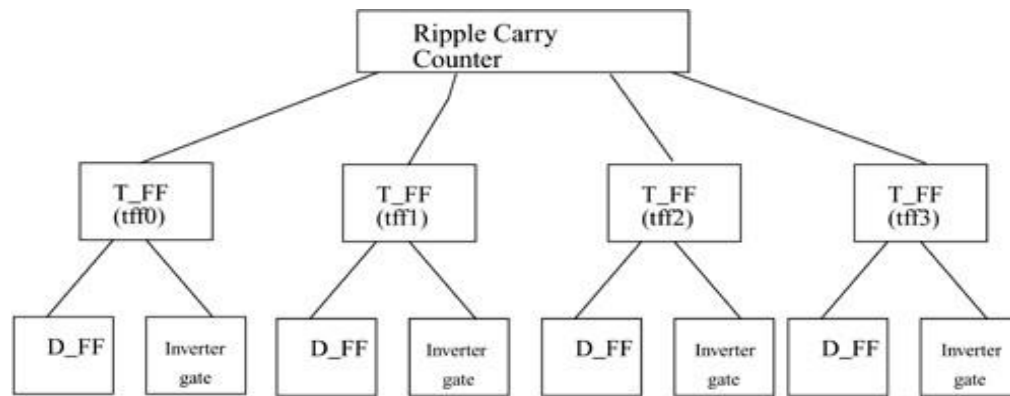 Ripple Carry
Counter
T_FF
(tff0)
T_FF
(tff1)
T_FF
(tff2)
T_FF
(tff3)
D_FF
Inverter
gate
D_FF
Inverter
gate
D_FF
Inverter
gate
D_FF
Inverter
gate